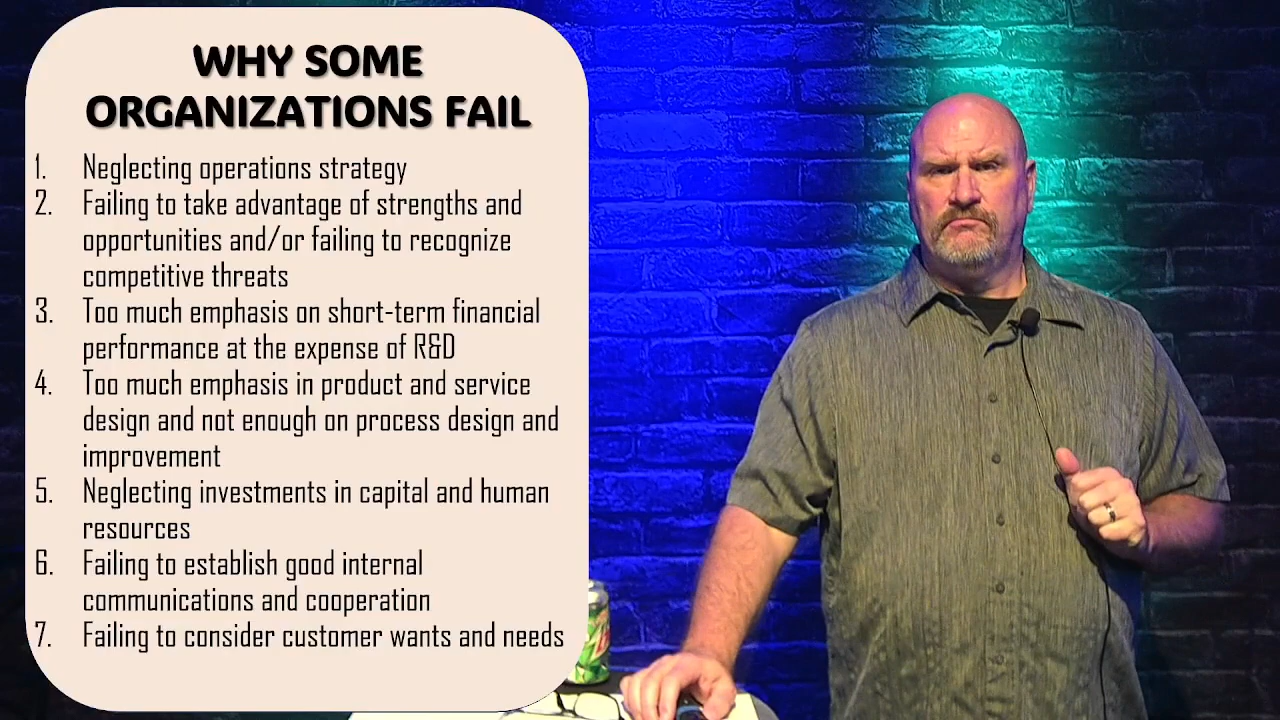 WHY SOME
ORGANIZATIONS FAIL
1. Neglecting operations strategy
2. Failing to take advantage of strengths and
opportunities and/or failing to recognize
competitive threats
3. Too much emphasis on short-term financial
performance at the expense of R&D
4. Too much emphasis in product and service
design and not enough on process design and
improvement
5. Neglecting investments in capital and human
resources
6. Failing to establish good internal
communications and cooperation
7. Failing to consider customer wants and needs